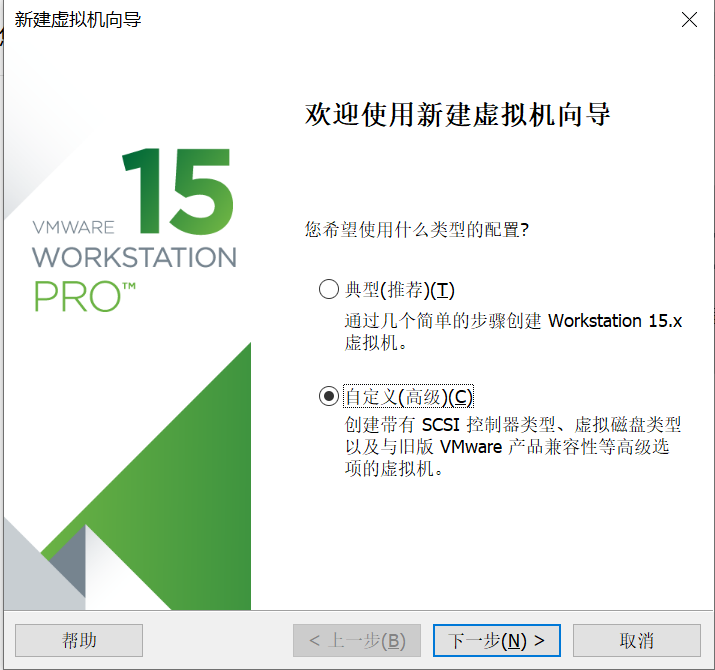 新建虚拟机向导
VMWARE 15
WORKSTATION
PRO™
欢迎使用新建虚拟机向导
您希望使用什么类型的配置?
典型(推荐)(T)
通过几个简单的步骤创建 Workstation 15.x
虚拟机。
自定义(高级)(C)
创建带有 SCSI 控制器类型、虚拟磁盘类型
以及与旧版 VMware 产品兼容性等高级选
项的虚拟机。
帮助
< 上一步(B)
下一步(N) >
取消